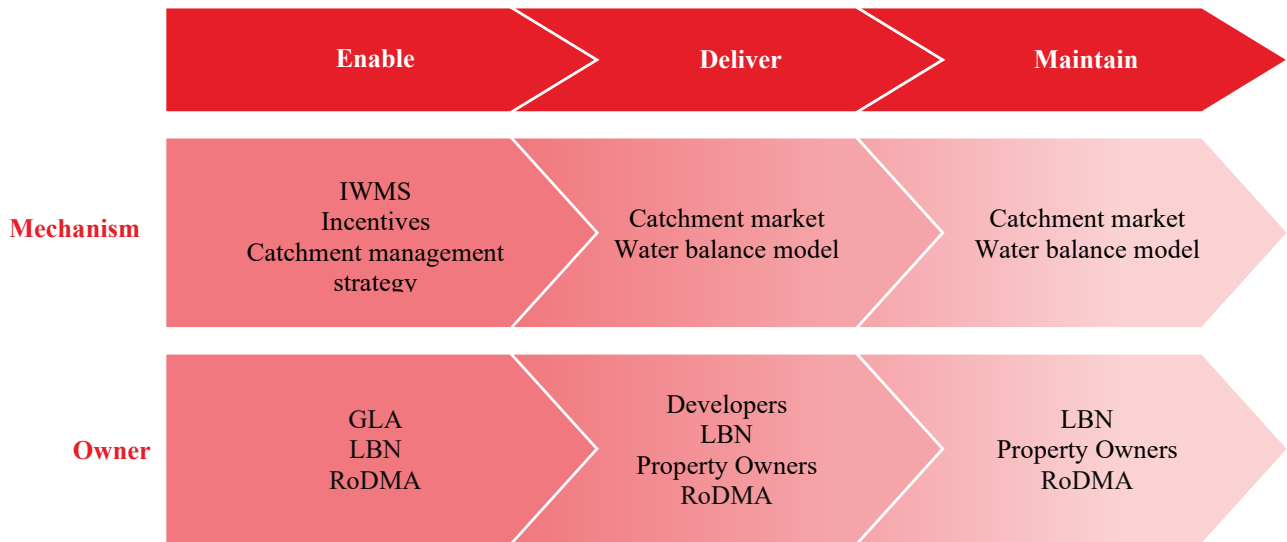 Enable
Deliver
Maintain
Mechanism
IWMS
Incentives
Catchment management
strategy
Catchment market
Water balance model
Catchment market
Water balance model
Owner
GLA
LBN
RoDMA
Developers
LBN
Property Owners
RoDMA
LBN
Property Owners
RoDMA